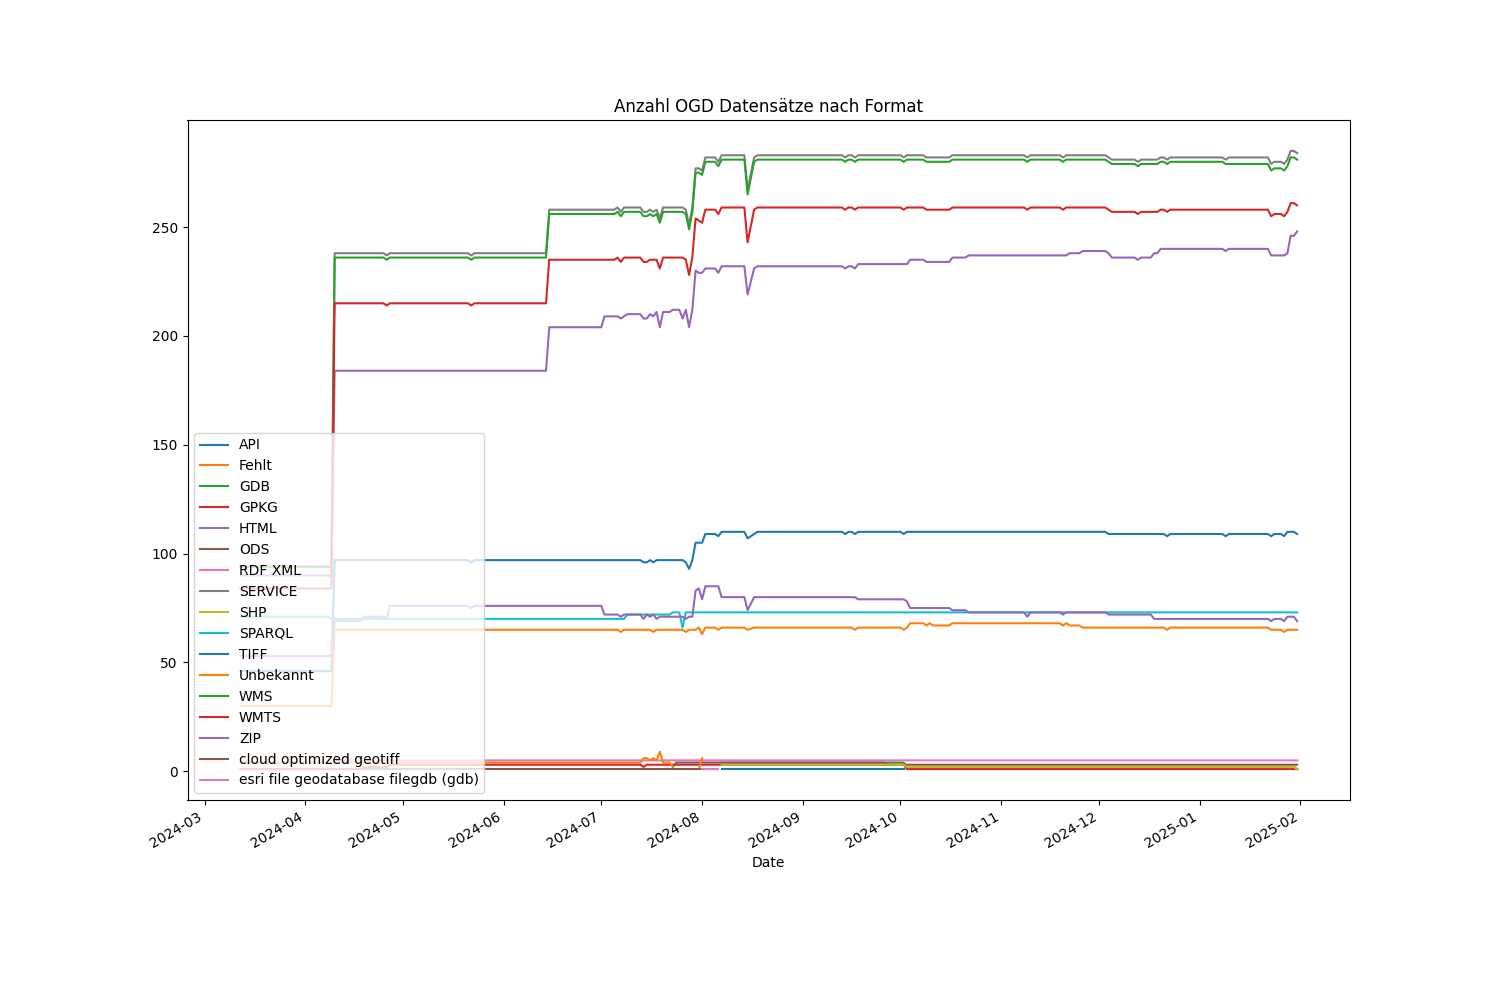 Anzahl OGD Datensätze nach Format
250
200
150
100
50
0
API
Fehlt
GDB
GPKG
HTML
ODS
RDF XML
SERVICE
SHP
SPARQL
TIFF
Unbekannt
WMS
WMTS
ZIP
cloud optimized geotiff
esri file geodatabase filegdb (gdb)
2024-03
2024-04
2024-05
2024-06
2024-07
2024-08
2024-09
2024-10
2024-11
2024-12
2025-01
2025-02
Date